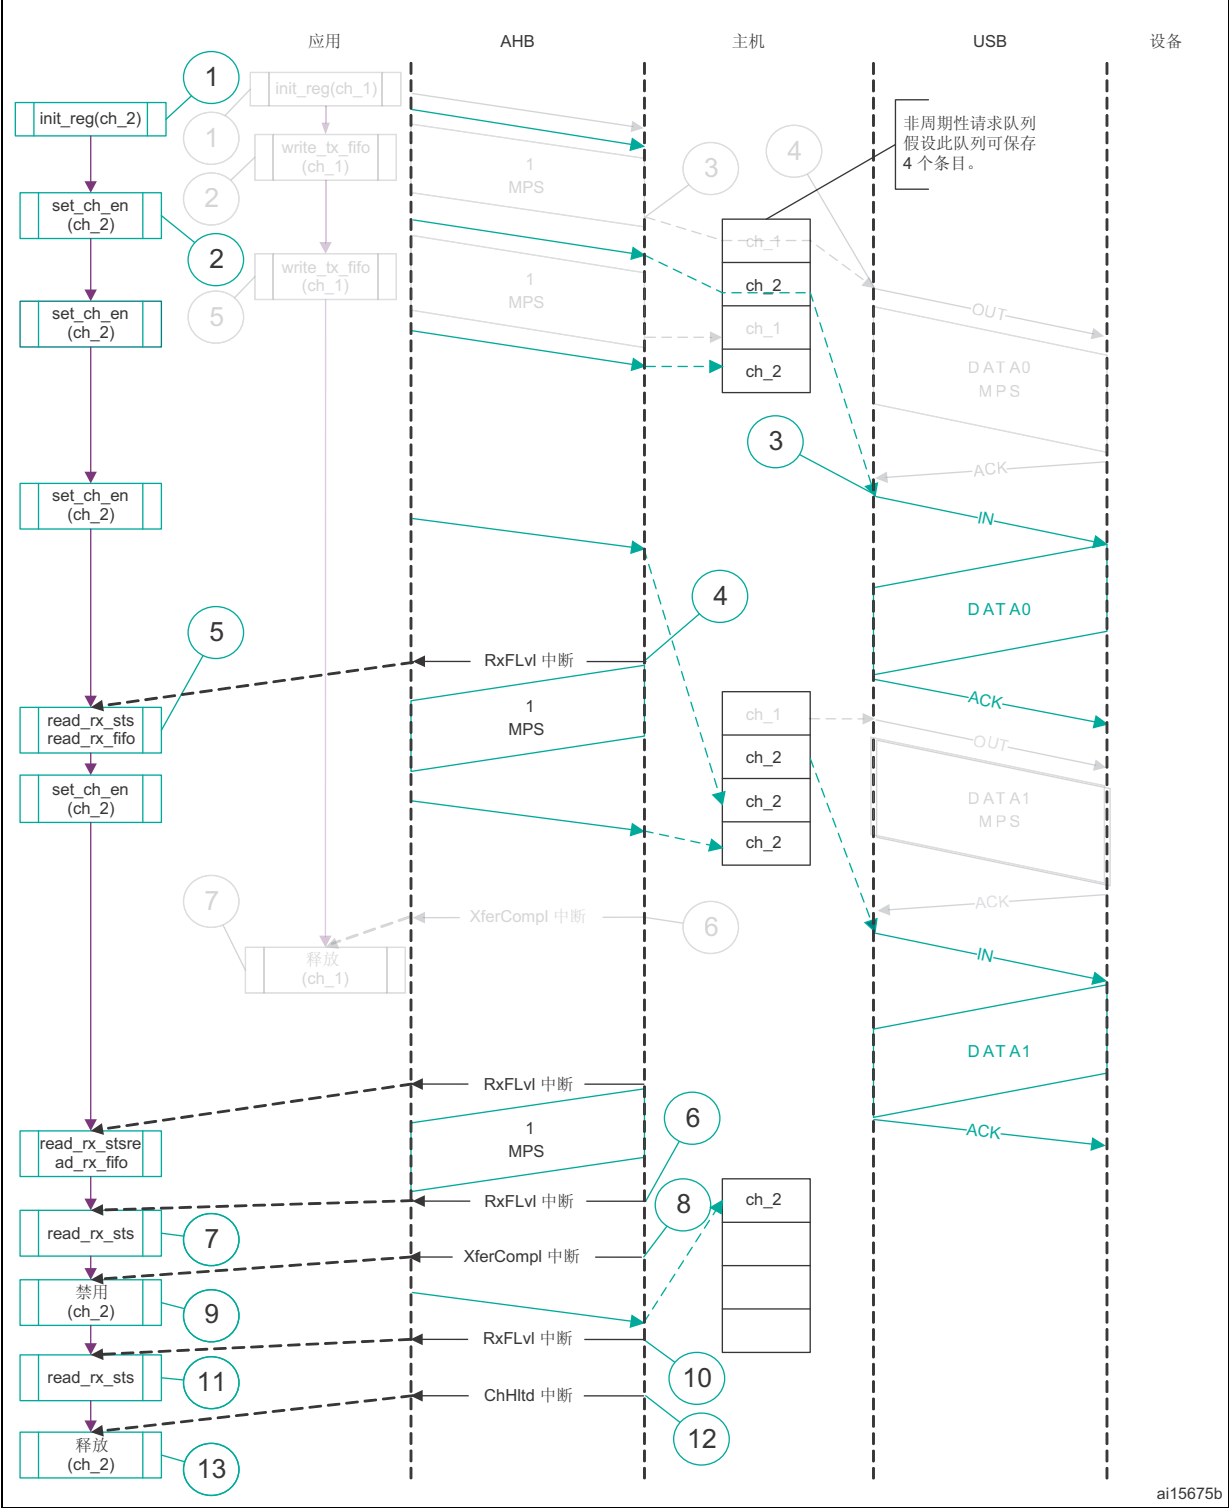 应用
AHB
主机
USB
设备
1
init_reg(ch_2)
init_reg(ch_1)
1
write_tx_fifo
(ch_1)
2
1
MPS
3
4
非周期性请求队列
假设此队列可保存
4 个条目。
set_ch_en
(ch_2)
2
write_tx_fifo
(ch_1)
5
1
MPS
ch_1
ch_2
ch_1
ch_2
set_ch_en
(ch_2)
OUT
DATA0
MPS
ACK
3
set_ch_en
(ch_2)
IN
DATA0
ACK
4
5
RxFLvl 中断
read_rx_sts
read_rx_fifo
1
MPS
set_ch_en
(ch_2)
ch_1
ch_2
ch_2
ch_2
OUT
DATA1
MPS
ACK
7
XferCompl 中断
6
释放
(ch_1)
IN
DATA1
ACK
RxFLvl 中断
read_rx_stsre
ad_rx_fifo
1
MPS
6
RxFLvl 中断
8
ch_2
read_rx_sts
7
XferCompl 中断
禁用
(ch_2)
9
RxFLvl 中断
10
read_rx_sts
11
ChHltd 中断
12
释放
(ch_2)
13
ai15675b